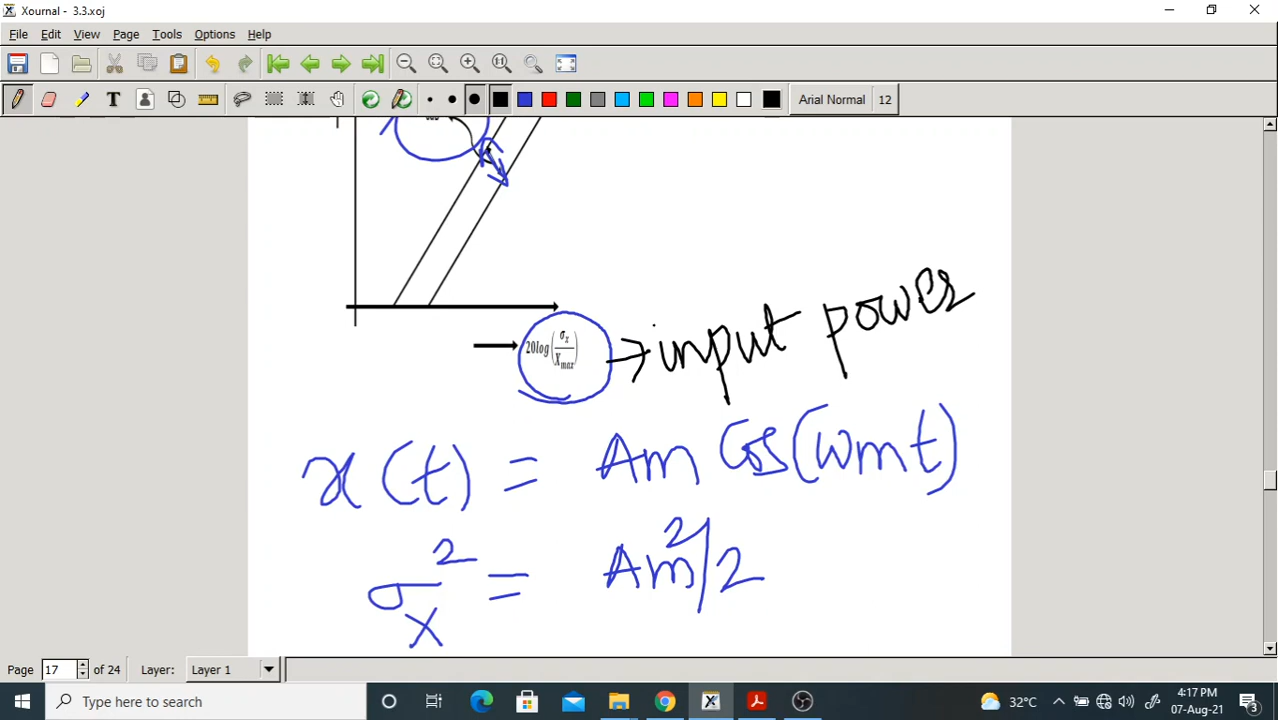 Xournal - 3.3.xoj
File Edit View Page Tools Options Help
Arial Normal 12
20log(σx/Xmax) → input power
x(t) = Am Cos(ωmt)
σx² = Am²/2
Page 17 of 24 Layer: Layer 1
Type here to search
32°C
4:17 PM
07-Aug-21
3